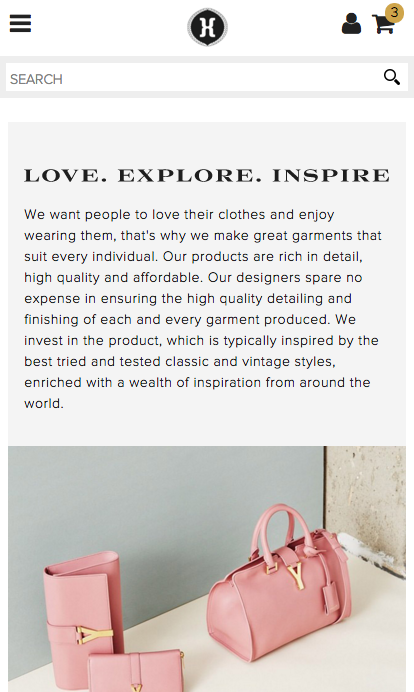 3
SEARCH
LOVE. EXPLORE. INSPIRE
We want people to love their clothes and enjoy
wearing them, that's why we make great garments that
suit every individual. Our products are rich in detail,
high quality and affordable. Our designers spare no
expense in ensuring the high quality detailing and
finishing of each and every garment produced. We
invest in the product, which is typically inspired by the
best tried and tested classic and vintage styles,
enriched with a wealth of inspiration from around the
world.